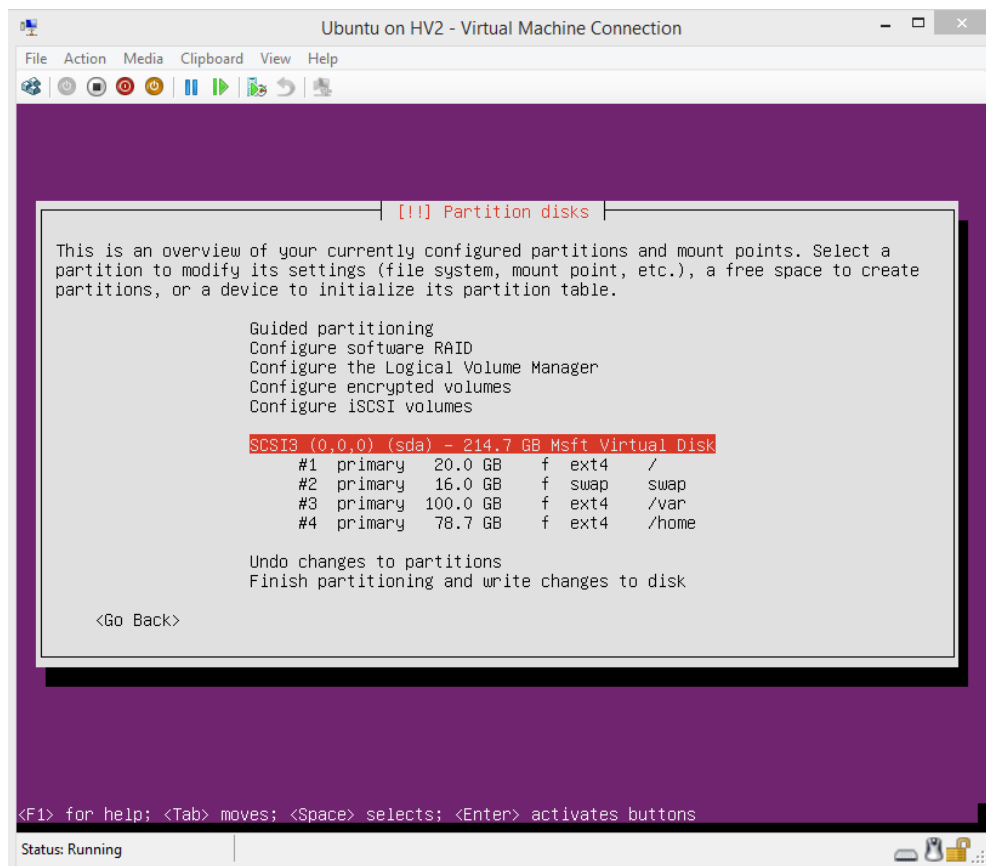 Ubuntu on HV2 - Virtual Machine Connection
File Action Media Clipboard View Help
[!!] Partition disks
This is an overview of your currently configured partitions and mount points. Select a
partition to modify its settings (file system, mount point, etc.), a free space to create
partitions, or a device to initialize its partition table.
Guided partitioning
Configure software RAID
Configure the Logical Volume Manager
Configure encrypted volumes
Configure iSCSI volumes
SCSI3 (0,0,0) (sda) - 214.7 GB Msft Virtual Disk
#1 primary 20.0 GB f ext4 /
#2 primary 16.0 GB f swap swap
#3 primary 100.0 GB f ext4 /var
#4 primary 78.7 GB f ext4 /home
Undo changes to partitions
Finish partitioning and write changes to disk
<Go Back>
<F1> for help; <Tab> moves; <Space> selects; <Enter> activates buttons
Status: Running